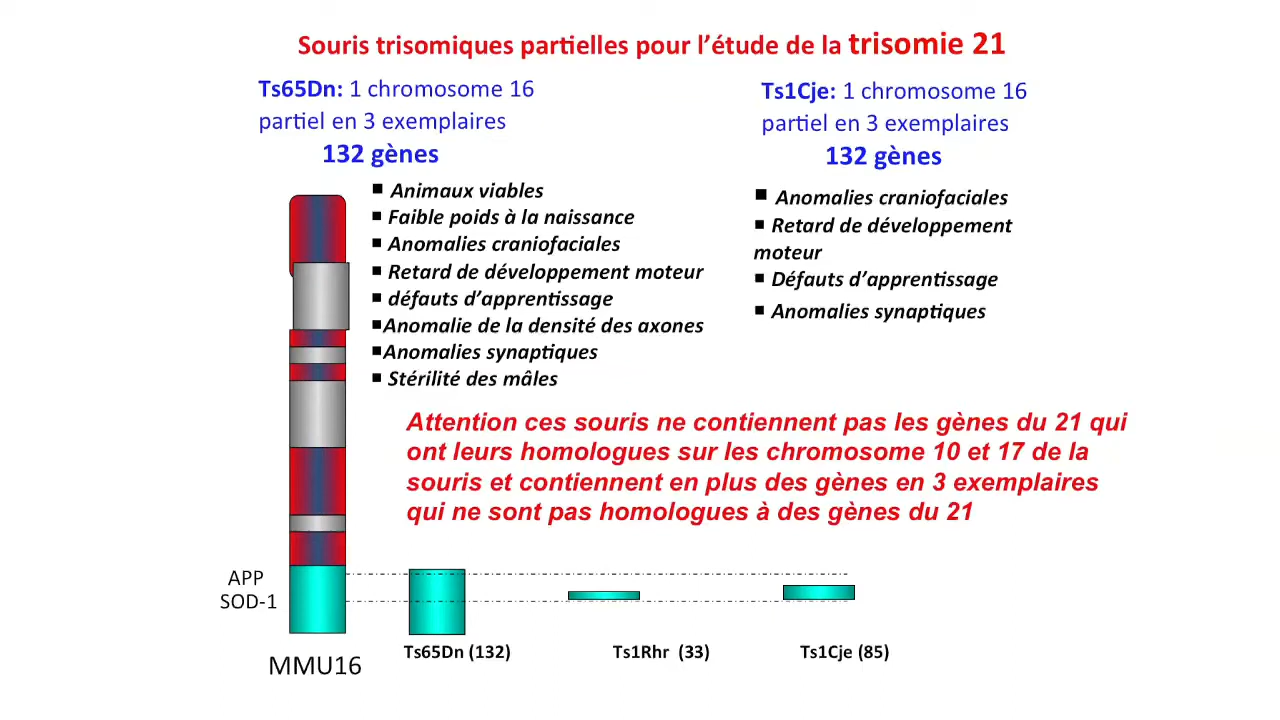 Souris trisomiques partielles pour l’étude de la trisomie 21
Ts65Dn: 1 chromosome 16
partiel en 3 exemplaires
132 gènes
Ts1Cje: 1 chromosome 16
partiel en 3 exemplaires
132 gènes
▪ Animaux viables
▪ Faible poids à la naissance
▪ Anomalies craniofaciales
▪ Retard de développement moteur
▪ défauts d’apprentissage
▪Anomalie de la densité des axones
▪Anomalies synaptiques
▪ Stérilité des mâles
▪ Anomalies craniofaciales
▪ Retard de développement
moteur
▪ Défauts d’apprentissage
▪ Anomalies synaptiques
Attention ces souris ne contiennent pas les gènes du 21 qui
ont leurs homologues sur les chromosome 10 et 17 de la
souris et contiennent en plus des gènes en 3 exemplaires
qui ne sont pas homologues à des gènes du 21
APP
SOD-1
MMU16
Ts65Dn (132)
Ts1Rhr (33)
Ts1Cje (85)